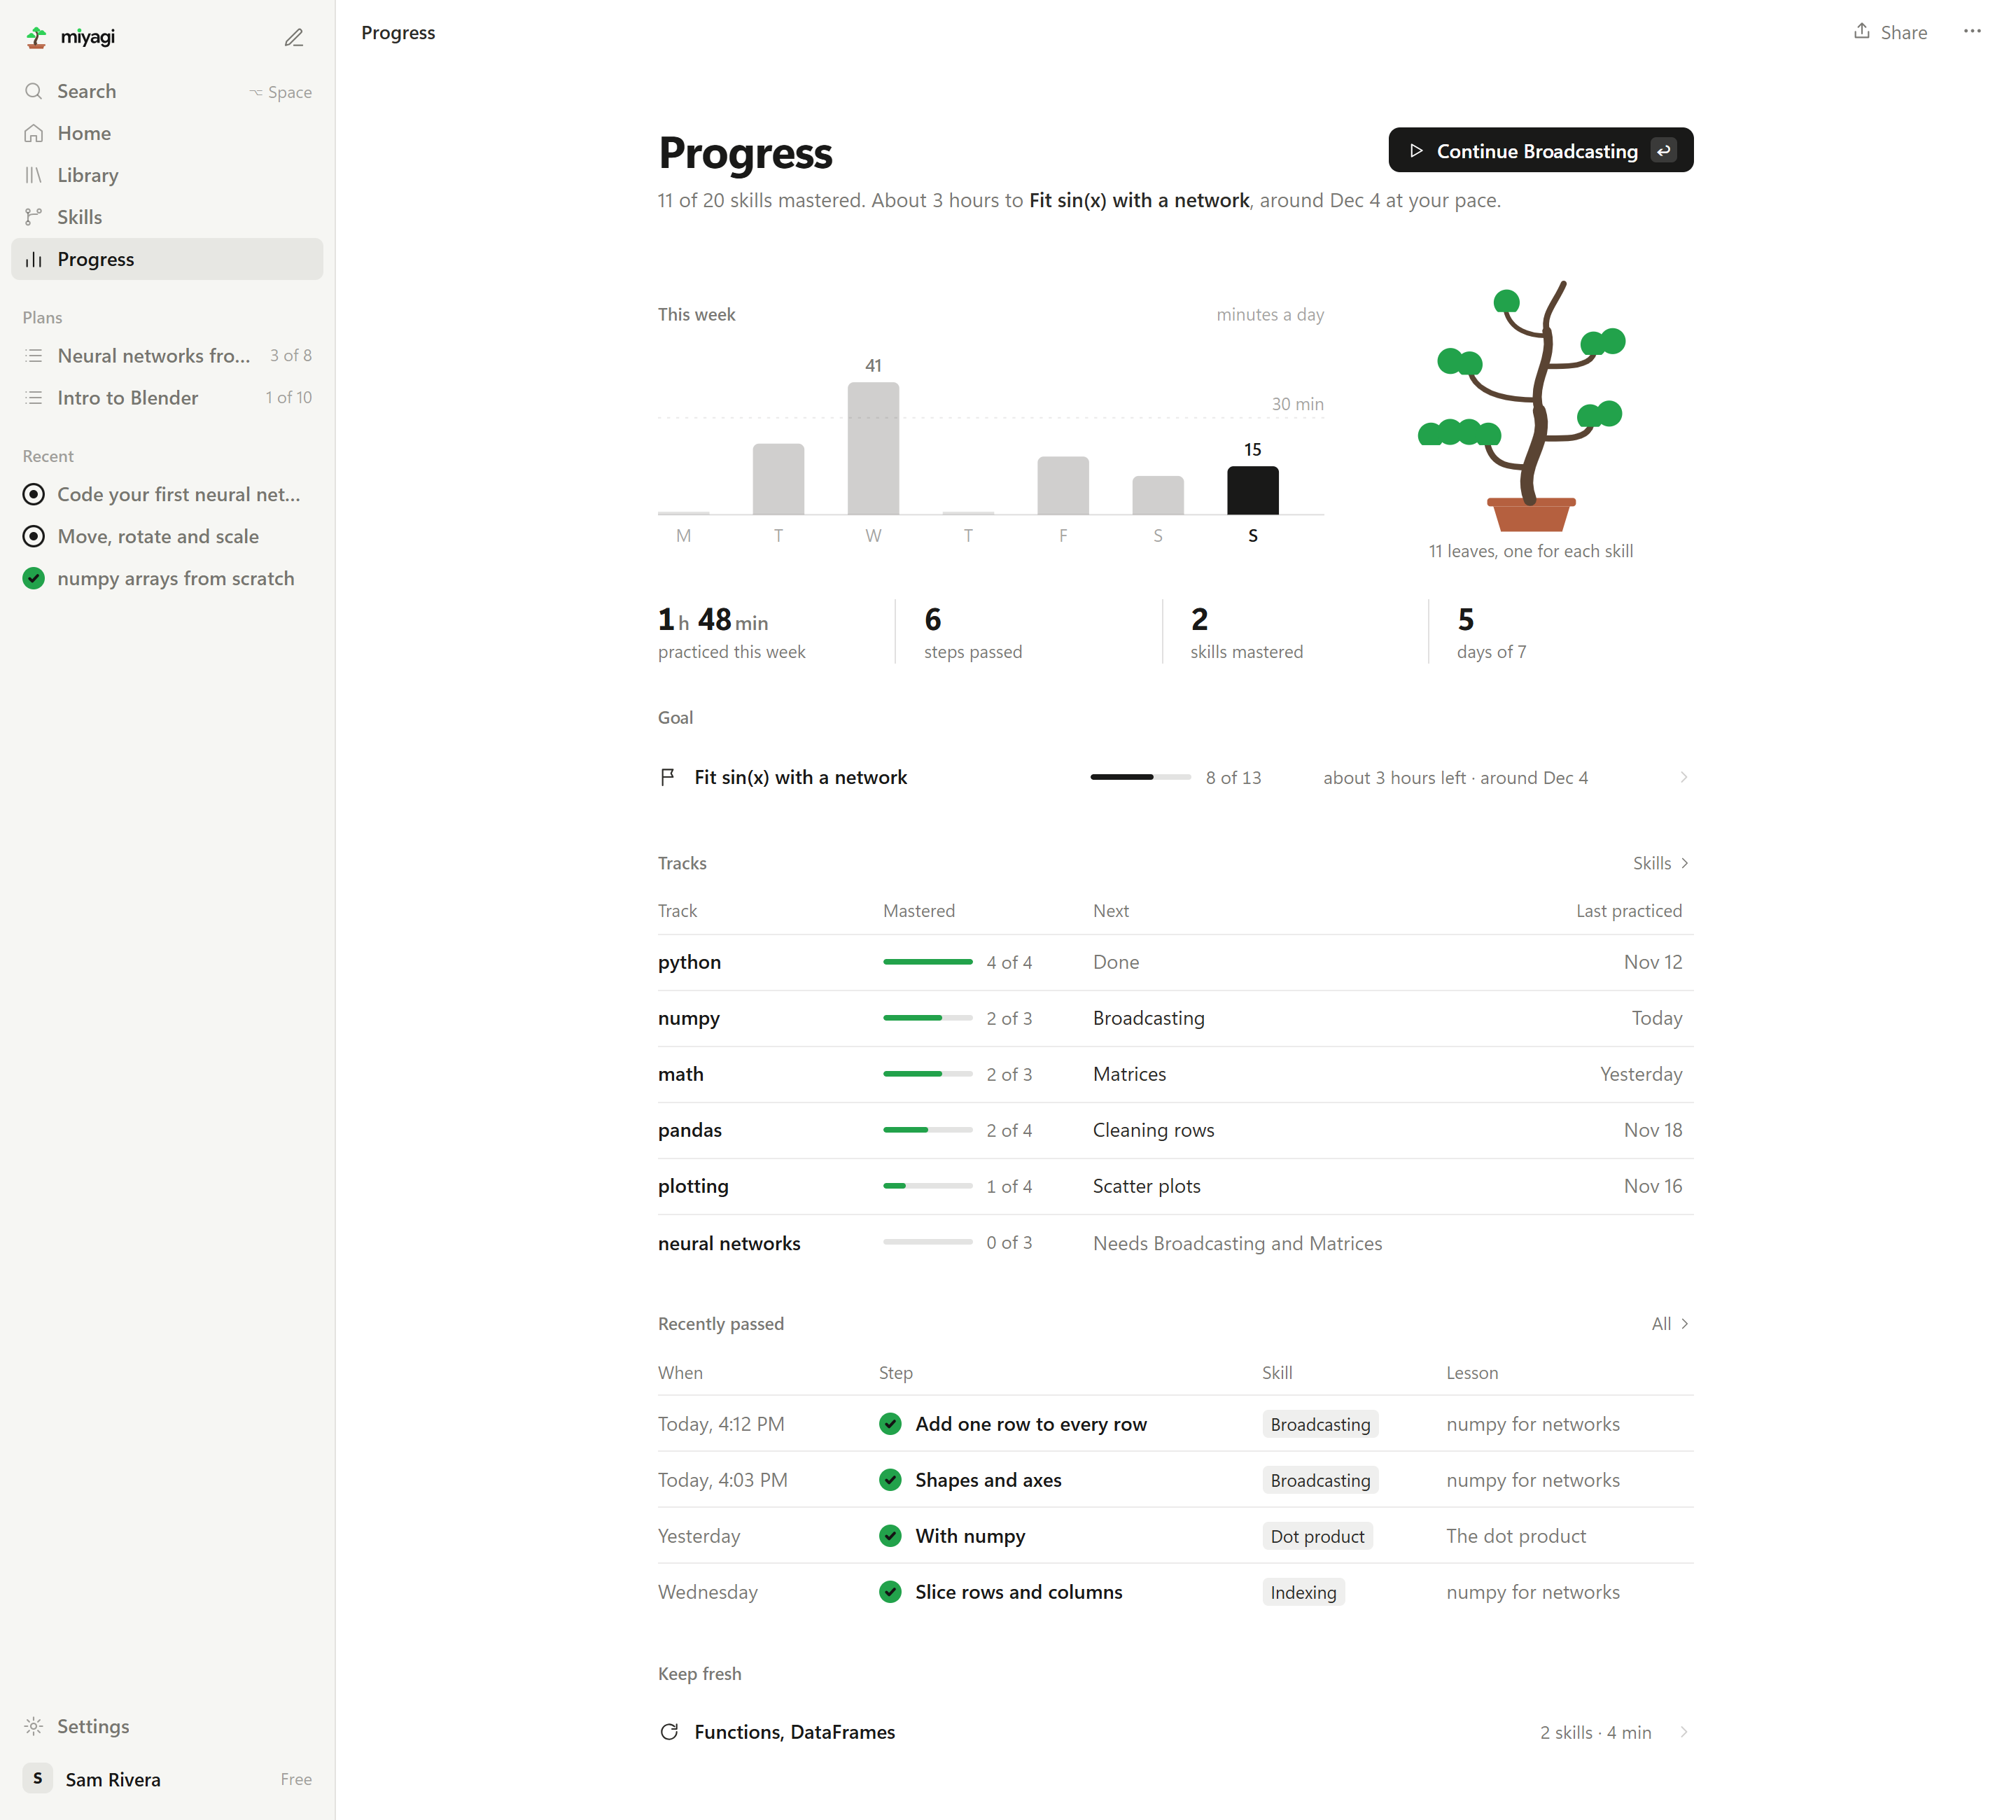 miyagi
Search ⌥ Space
Home
Library
Skills
Progress
Plans
Neural networks fro... 3 of 8
Intro to Blender 1 of 10
Recent
Code your first neural net...
Move, rotate and scale
numpy arrays from scratch
Settings
S Sam Rivera Free
Progress
Share
Progress
Continue Broadcasting
11 of 20 skills mastered. About 3 hours to Fit sin(x) with a network, around Dec 4 at your pace.
This week minutes a day
41
30 min
15
M T W T F S S
11 leaves, one for each skill
1 h 48 min
practiced this week
6
steps passed
2
skills mastered
5
days of 7
Goal
Fit sin(x) with a network 8 of 13 about 3 hours left · around Dec 4
Tracks Skills
Track Mastered Next Last practiced
python 4 of 4 Done Nov 12
numpy 2 of 3 Broadcasting Today
math 2 of 3 Matrices Yesterday
pandas 2 of 4 Cleaning rows Nov 18
plotting 1 of 4 Scatter plots Nov 16
neural networks 0 of 3 Needs Broadcasting and Matrices
Recently passed All
When Step Skill Lesson
Today, 4:12 PM Add one row to every row Broadcasting numpy for networks
Today, 4:03 PM Shapes and axes Broadcasting numpy for networks
Yesterday With numpy Dot product The dot product
Wednesday Slice rows and columns Indexing numpy for networks
Keep fresh
Functions, DataFrames 2 skills · 4 min